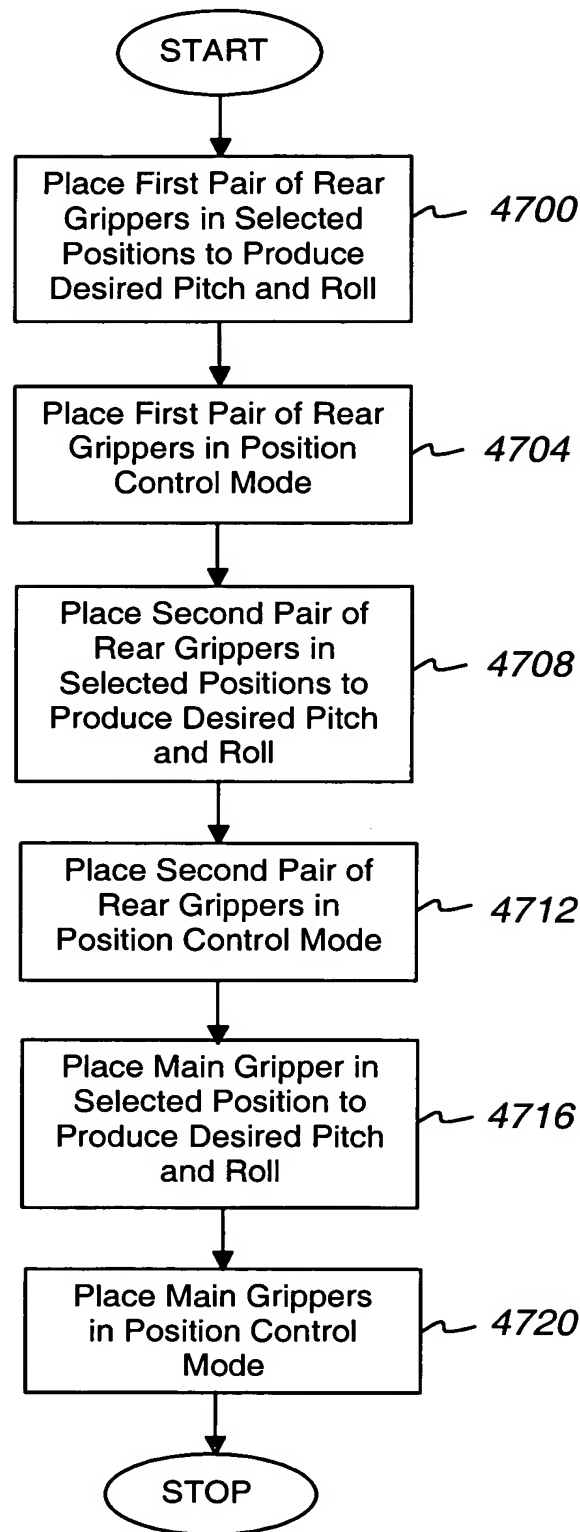 START
Place First Pair of Rear
Grippers in Selected
Positions to Produce
Desired Pitch and Roll
4700
Place First Pair of Rear
Grippers in Position
Control Mode
4704
Place Second Pair of
Rear Grippers in
Selected Positions to
Produce Desired Pitch
and Roll
4708
Place Second Pair of
Rear Grippers in
Position Control Mode
4712
Place Main Gripper in
Selected Position to
Produce Desired Pitch
and Roll
4716
Place Main Grippers
in Position Control
Mode
4720
STOP